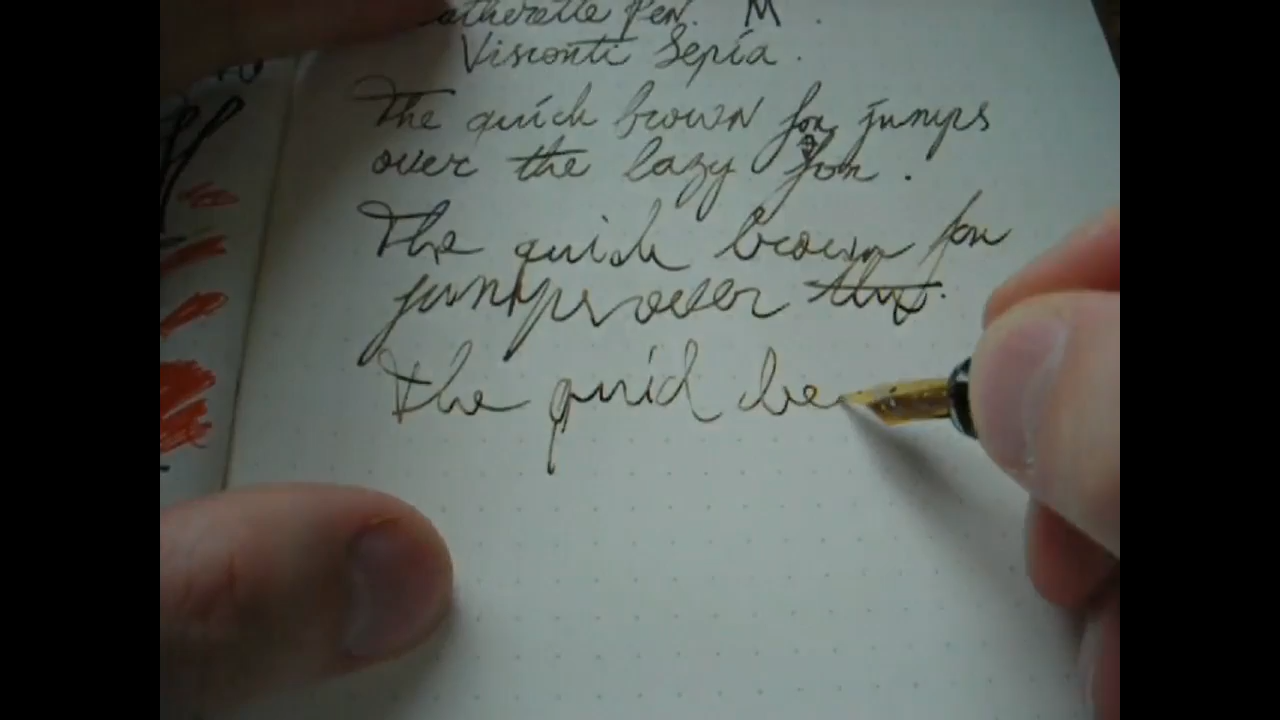 Pen. M.
Visconti Sepia.
The quick brown fox jumps
over the lazy fox.
The quick brown fox
jumps over
The quick